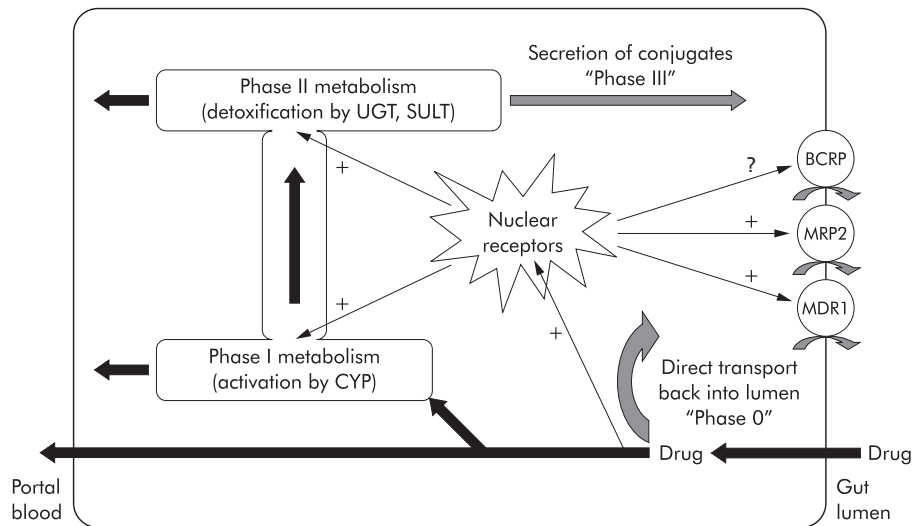 Secretion of conjugates
“Phase III”
Phase II metabolism
(detoxification by UGT, SULT)
+
?
BCRP
Nuclear
receptors
+
MRP2
+
MDR1
+
+
Phase I metabolism
(activation by CYP)
Direct transport
back into lumen
“Phase 0”
Drug
Drug
Portal
blood
Gut
lumen